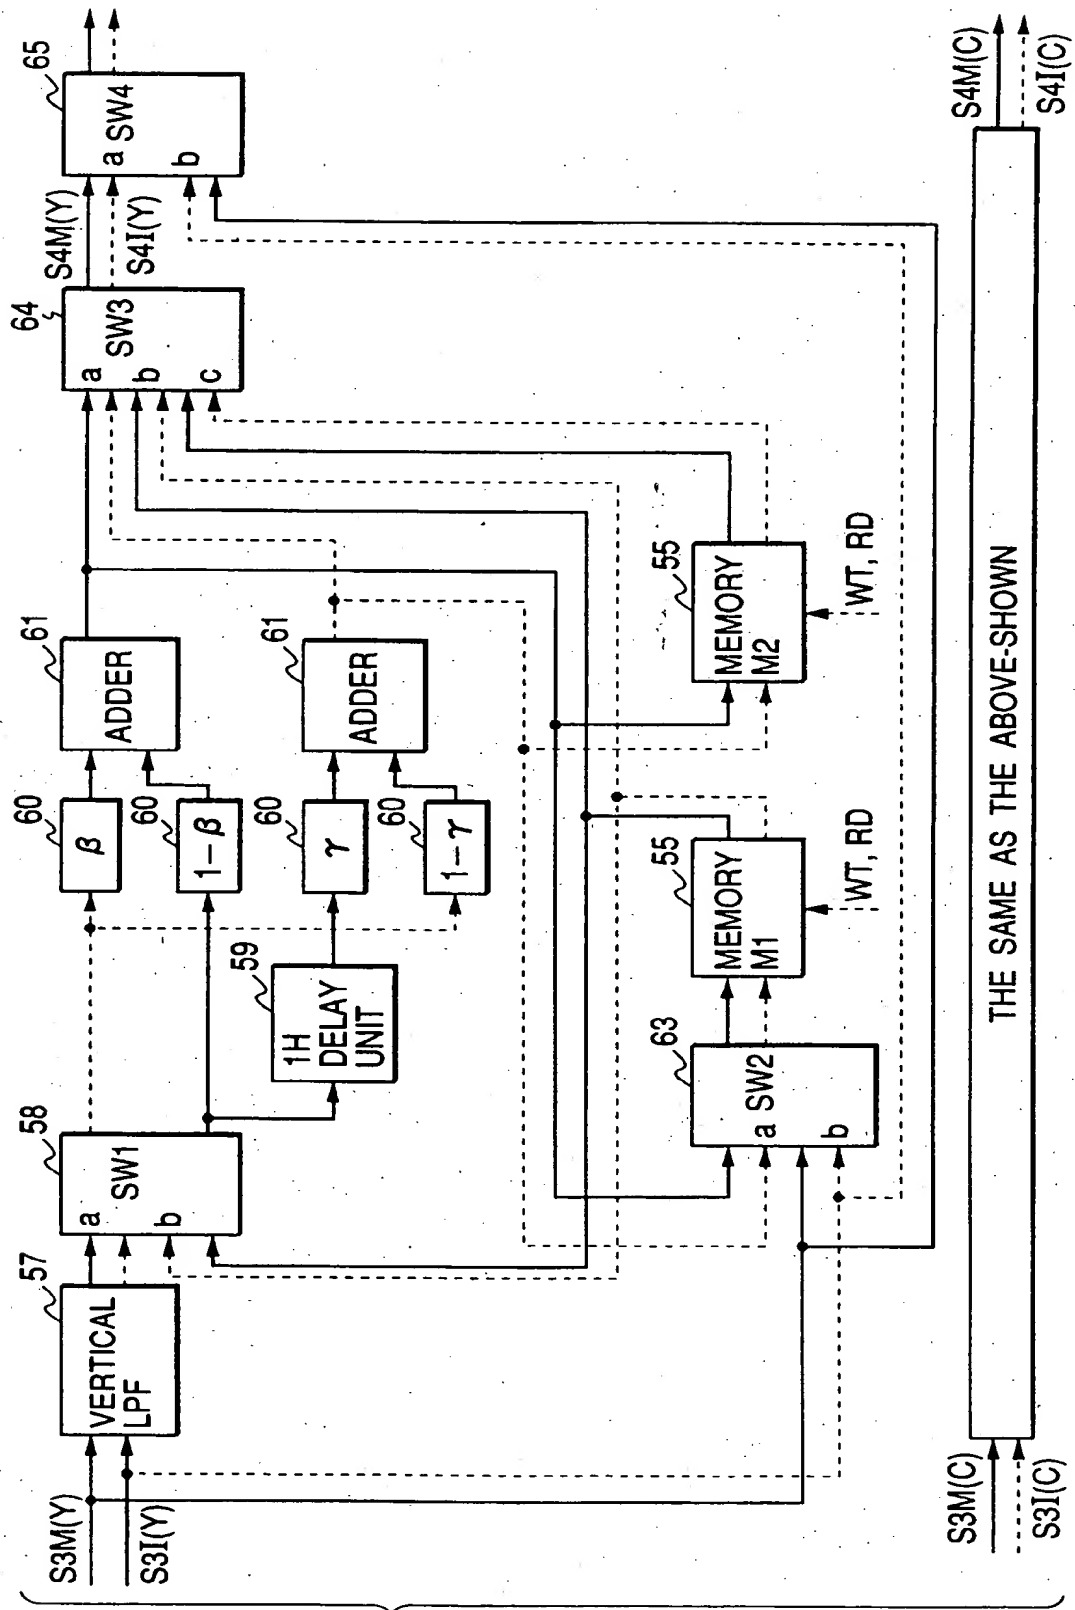 S3M(Y)
S3I(Y)
57
VERTICAL
LPF
58
a
SW1
b
59
1H
DELAY
UNIT
60
β
60
1-β
60
γ
60
1-γ
61
ADDER
61
ADDER
64
a
SW3
b
c
S4M(Y)
S4I(Y)
65
a SW4
b
63
a SW2
b
55
MEMORY
M1
WT, RD
55
MEMORY
M2
WT, RD
S3M(C)
S3I(C)
THE SAME AS THE ABOVE-SHOWN
S4M(C)
S4I(C)